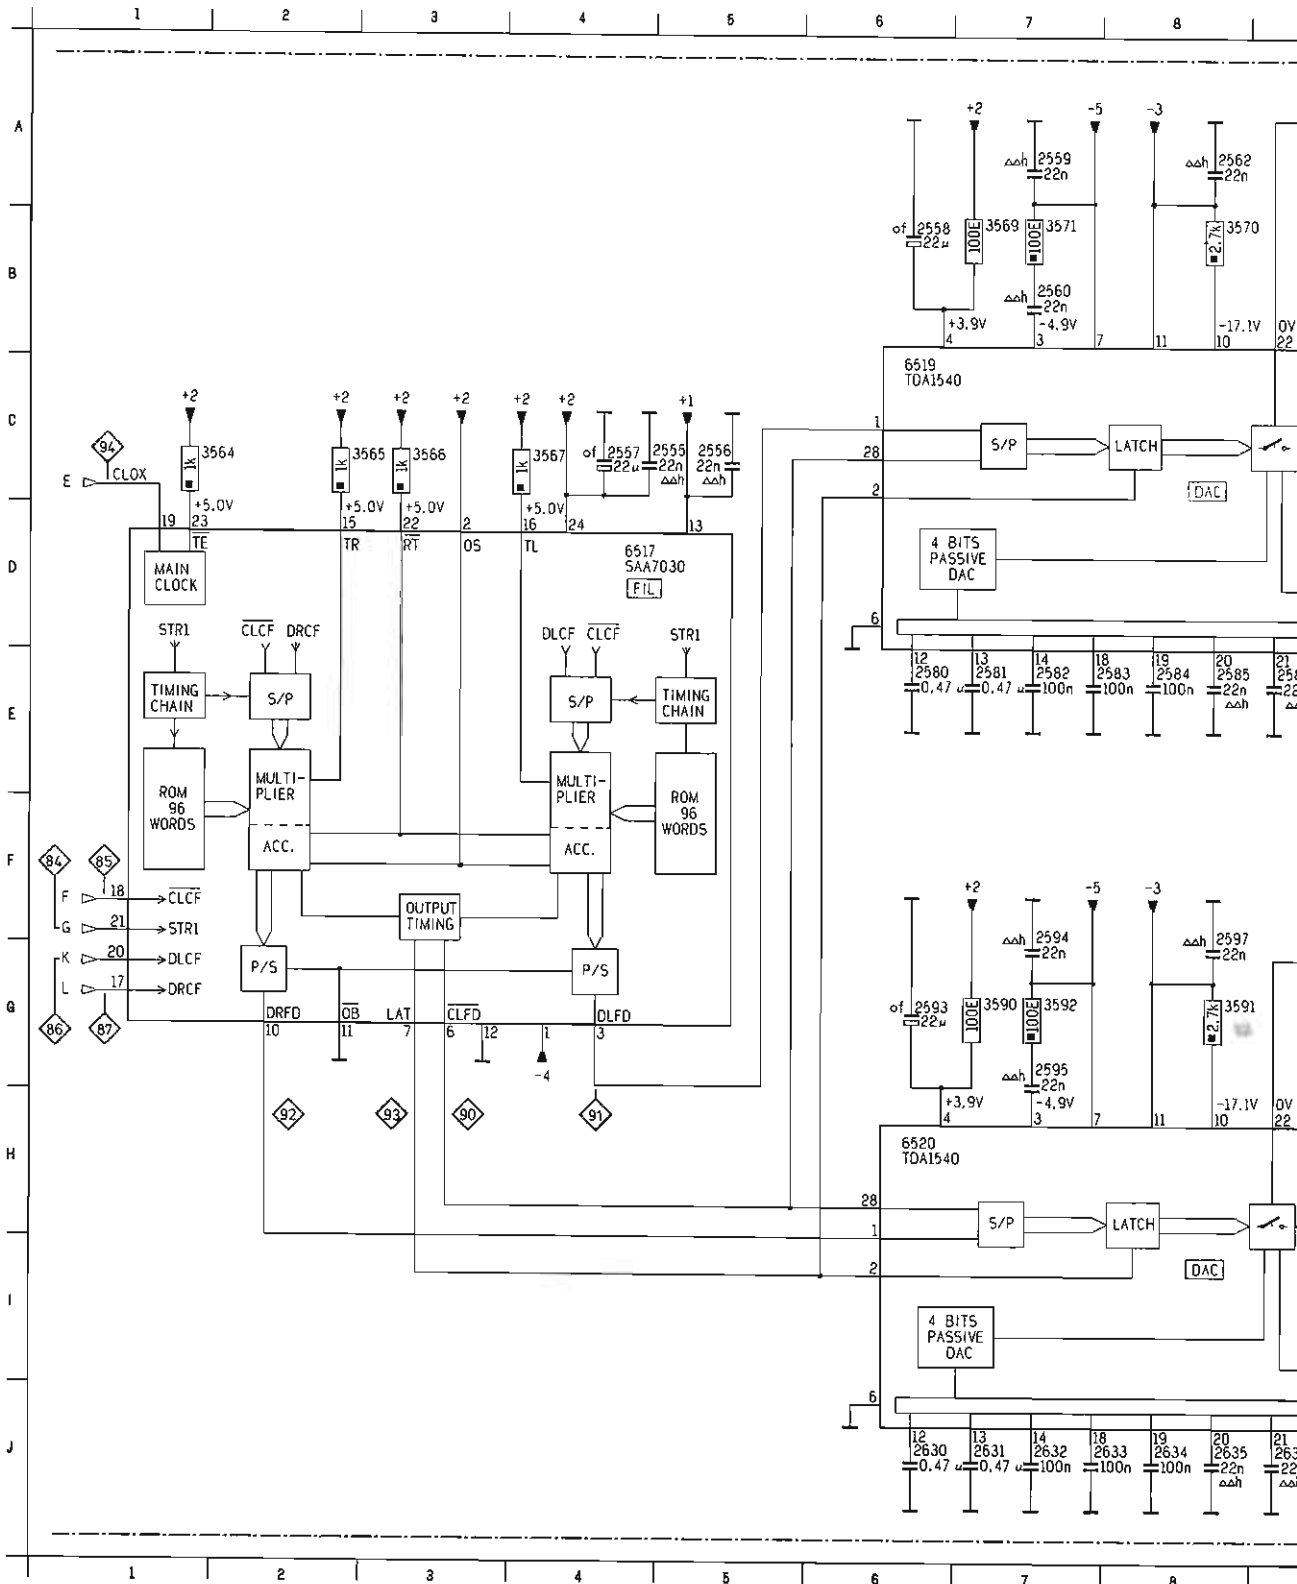 1 2 3 4 5 6 7 8
A
+2 -5 -3
2559 22n
2562 22n
of 2558 22µ
100E 3569
100E 3571
2.7k 3570
B
2560 22n
+3.9V -4.9V -17.1V 0V
4 3 7 11 10 22
6519
TDA1540
+2 +2 +2 +2 +2 +2 +1
C
94
E CLOX
1k 3564
1k 3565
1k 3566
1k 3567
of 2557 22µ
2555 22n
2556 22n
1
28
2
S/P
LATCH
DAC
+5.0V +5.0V +5.0V +5.0V
19 23 15 22 2 16 24 13
TE TR RT OS TL
6517
SAA7030
FIL
D
MAIN
CLOCK
4 BITS
PASSIVE
DAC
STR1 CLCF DRCF DLCF CLCF STR1
6
12 13 14 18 19 20 21
2580 2581 2582 2583 2584 2585
0,47 µ 0,47 µ 100n 100n 100n 22n
E
TIMING
CHAIN
S/P
S/P
TIMING
CHAIN
ROM
96
WORDS
MULTI-
PLIER
MULTI-
PLIER
ROM
96
WORDS
F
ACC.
ACC.
84 85
F 18 CLCF
G 21 STR1
K 20 DLCF
L 17 DRCF
86 87
OUTPUT
TIMING
P/S
P/S
G
DRFD OB LAT CLFD DLFD
10 11 7 6 12 1 3
-4
92 93 90 91
+2 -5 -3
2594 22n
2597 22n
of 2593 22µ
100E 3590
100E 3592
2.7k 3591
2595 22n
+3.9V -4.9V -17.1V 0V
4 3 7 11 10 22
H
6520
TDA1540
28
1
2
S/P
LATCH
DAC
I
4 BITS
PASSIVE
DAC
6
J
12 13 14 18 19 20 21
2630 2631 2632 2633 2634 2635
0,47 µ 0,47 µ 100n 100n 100n 22n
1 2 3 4 5 6 7 8